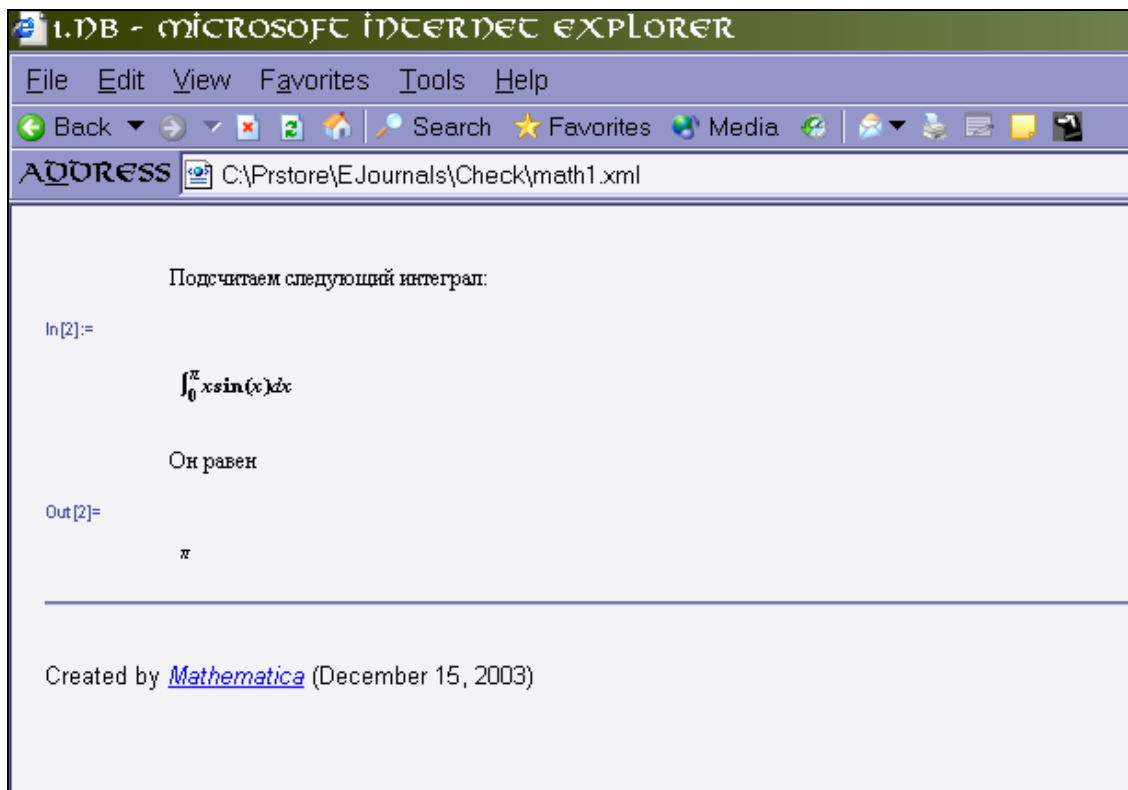 1.NB - MICROSOFT INTERNET EXPLORER
File Edit View Favorites Tools Help
Back Search Favorites Media
ADDRESS C:\Prstore\EJournals\Check\math1.xml
Подсчитаем следующий интеграл:
In[2]:=
∫₀^π x sin(x)dx
Он равен
Out[2]=
π
Created by Mathematica (December 15, 2003)